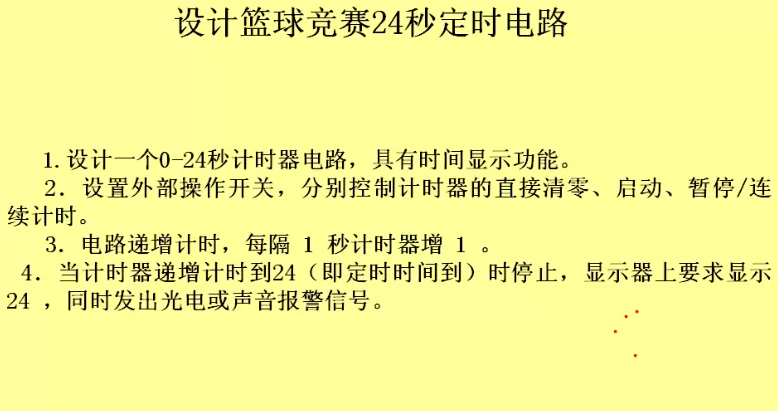 设计篮球竞赛24秒定时电路
1.设计一个0-24秒计时器电路，具有时间显示功能。
2．设置外部操作开关，分别控制计时器的直接清零、启动、暂停/连
续计时。
3．电路递增计时，每隔 1 秒计时器增 1 。
4．当计时器递增计时到24（即定时时间到）时停止，显示器上要求显示
24 ，同时发出光电或声音报警信号。